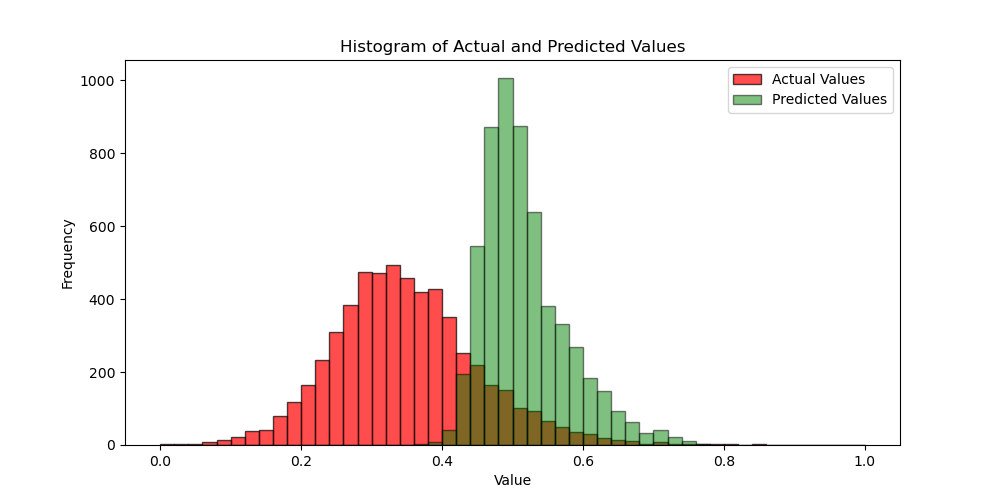 Histogram of Actual and Predicted Values
Actual Values
Predicted Values
Frequency
1000
800
600
400
200
0
0.0 0.2 0.4 0.6 0.8 1.0
Value